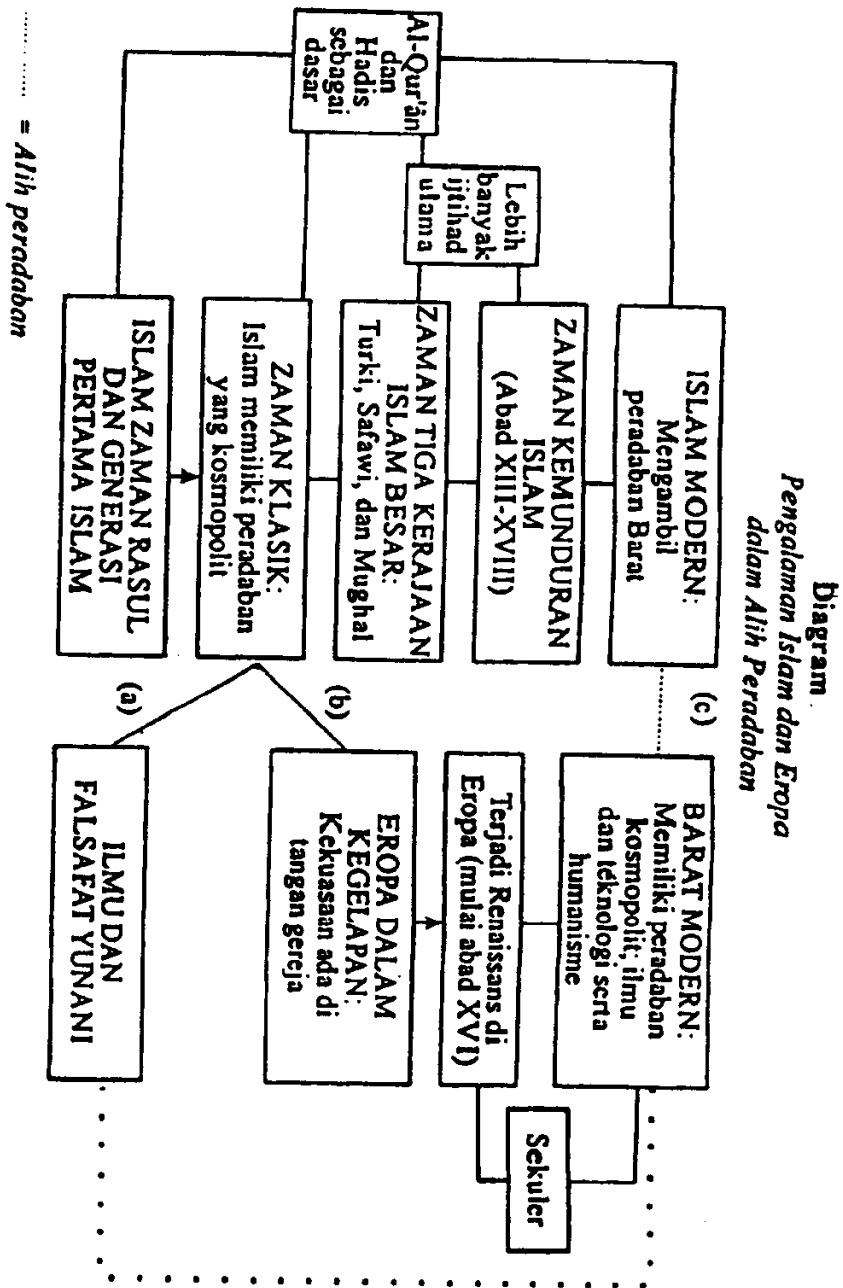 Diagram
Pengalaman Islam dan Eropa
dalam Alih Peradaban
ISLAM MODERN:
Mengambil
peradaban Barat
(c)
BARAT MODERN:
Memiliki peradaban
kosmopolit; ilmu
dan teknologi serta
humanisme
Lebih
banyak
ijtihad
ulama
ZAMAN KEMUNDURAN
ISLAM
(Abad XIII-XVIII)
Terjadi Renaissans di
Eropa (mulai abad XVI)
Sekuler
Al-Qur'ân
dan
Hadis
sebagai
dasar
ZAMAN TIGA KERAJAAN
ISLAM BESAR:
Turki, Safawi, dan Mughal
EROPA DALAM
KEGELAPAN:
Kekuasaan ada di
tangan gereja
ZAMAN KLASIK:
Islam memiliki peradaban
yang kosmopolit
(b)
ISLAM ZAMAN RASUL
DAN GENERASI
PERTAMA ISLAM
(a)
ILMU DAN
FALSAFAT YUNANI
............ = Alih peradaban